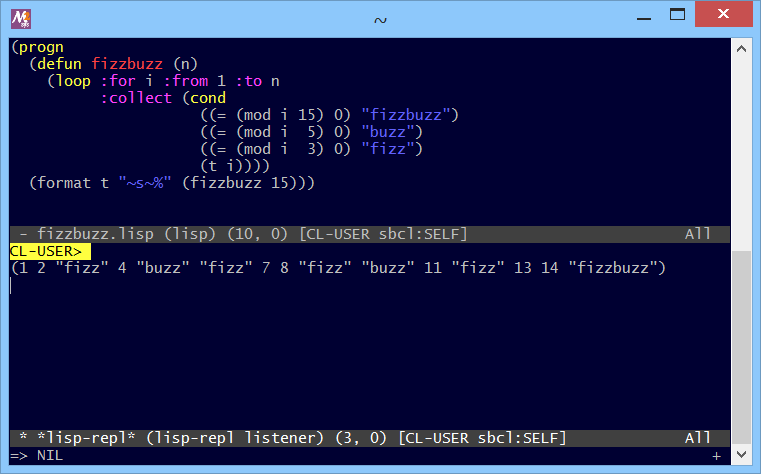 ~
(progn
  (defun fizzbuzz (n)
    (loop :for i :from 1 :to n
          :collect (cond
                     ((= (mod i 15) 0) "fizzbuzz")
                     ((= (mod i  5) 0) "buzz")
                     ((= (mod i  3) 0) "fizz")
                     (t i))))
  (format t "~s~%" (fizzbuzz 15)))
 - fizzbuzz.lisp (lisp) (10, 0) [CL-USER sbcl:SELF] All
CL-USER>
(1 2 "fizz" 4 "buzz" "fizz" 7 8 "fizz" "buzz" 11 "fizz" 13 14 "fizzbuzz")
 * *lisp-repl* (lisp-repl listener) (3, 0) [CL-USER sbcl:SELF] All
=> NIL +